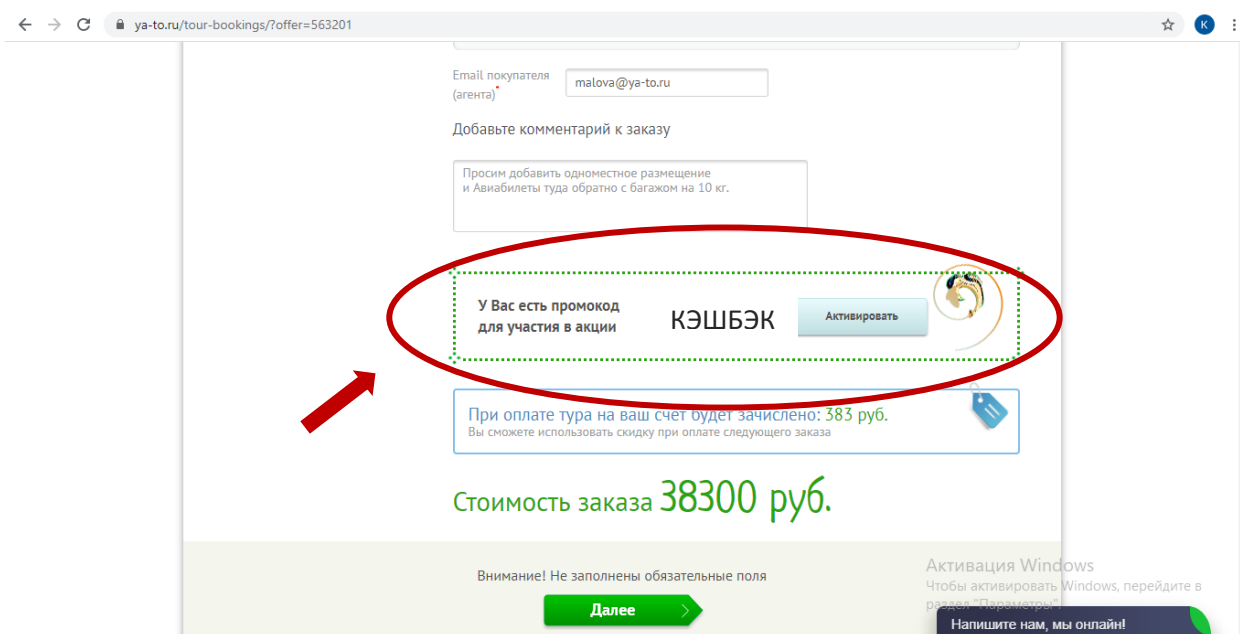 ya-to.ru/tour-bookings/?offer=563201
К
Email покупателя
(агента)*
malova@ya-to.ru
Добавьте комментарий к заказу
Просим добавить одноместное размещение
и Авиабилеты туда обратно с багажом на 10 кг.
У Вас есть промокод
для участия в акции
КЭШБЭК
Активировать
При оплате тура на ваш счет будет зачислено: 383 руб.
Вы сможете использовать скидку при оплате следующего заказа
Стоимость заказа 38300 руб.
Внимание! Не заполнены обязательные поля
Далее
Активация Windows
Чтобы активировать Windows, перейдите в
раздел "Параметры".
Напишите нам, мы онлайн!